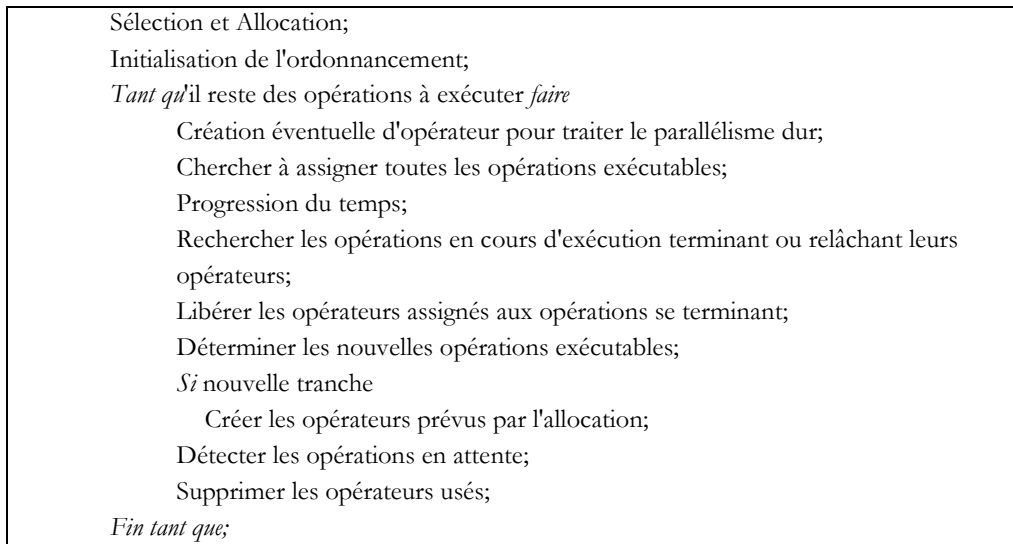 Sélection et Allocation;
Initialisation de l'ordonnancement;
Tant qu'il reste des opérations à exécuter faire
Création éventuelle d'opérateur pour traiter le parallélisme dur;
Chercher à assigner toutes les opérations exécutables;
Progression du temps;
Rechercher les opérations en cours d'exécution terminant ou relâchant leurs
opérateurs;
Libérer les opérateurs assignés aux opérations se terminant;
Déterminer les nouvelles opérations exécutables;
Si nouvelle tranche
Créer les opérateurs prévus par l'allocation;
Détecter les opérations en attente;
Supprimer les opérateurs usés;
Fin tant que;